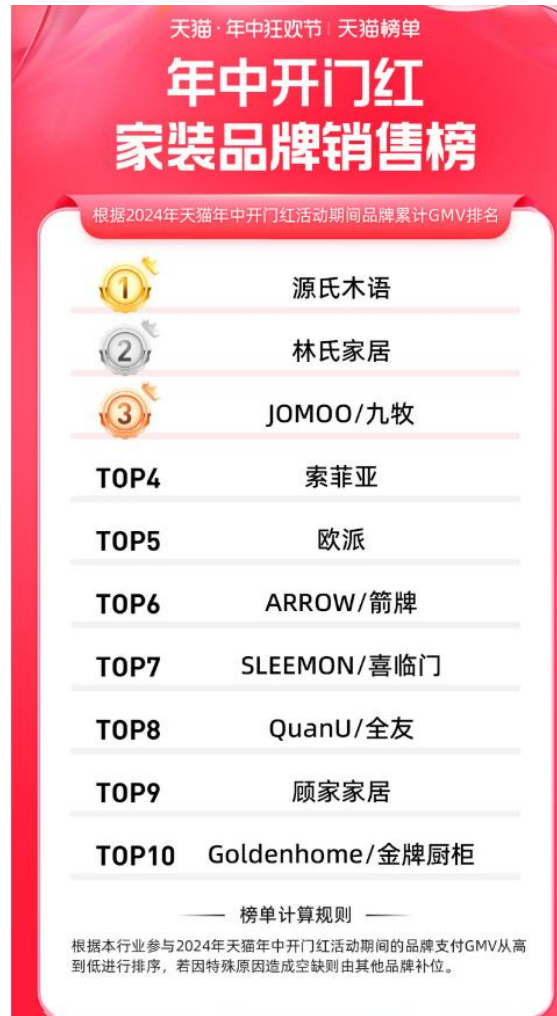 天猫·年中狂欢节|天猫榜单
年中开门红
家装品牌销售榜
根据2024年天猫年中开门红活动期间品牌累计GMV排名
1 源氏木语
2 林氏家居
3 JOMOO/九牧
TOP4 索菲亚
TOP5 欧派
TOP6 ARROW/箭牌
TOP7 SLEEMON/喜临门
TOP8 QuanU/全友
TOP9 顾家家居
TOP10 Goldenhome/金牌厨柜
榜单计算规则
根据本行业参与2024年天猫年中开门红活动期间的品牌支付GMV从高
到低进行排序，若因特殊原因造成空缺则由其他品牌补位。